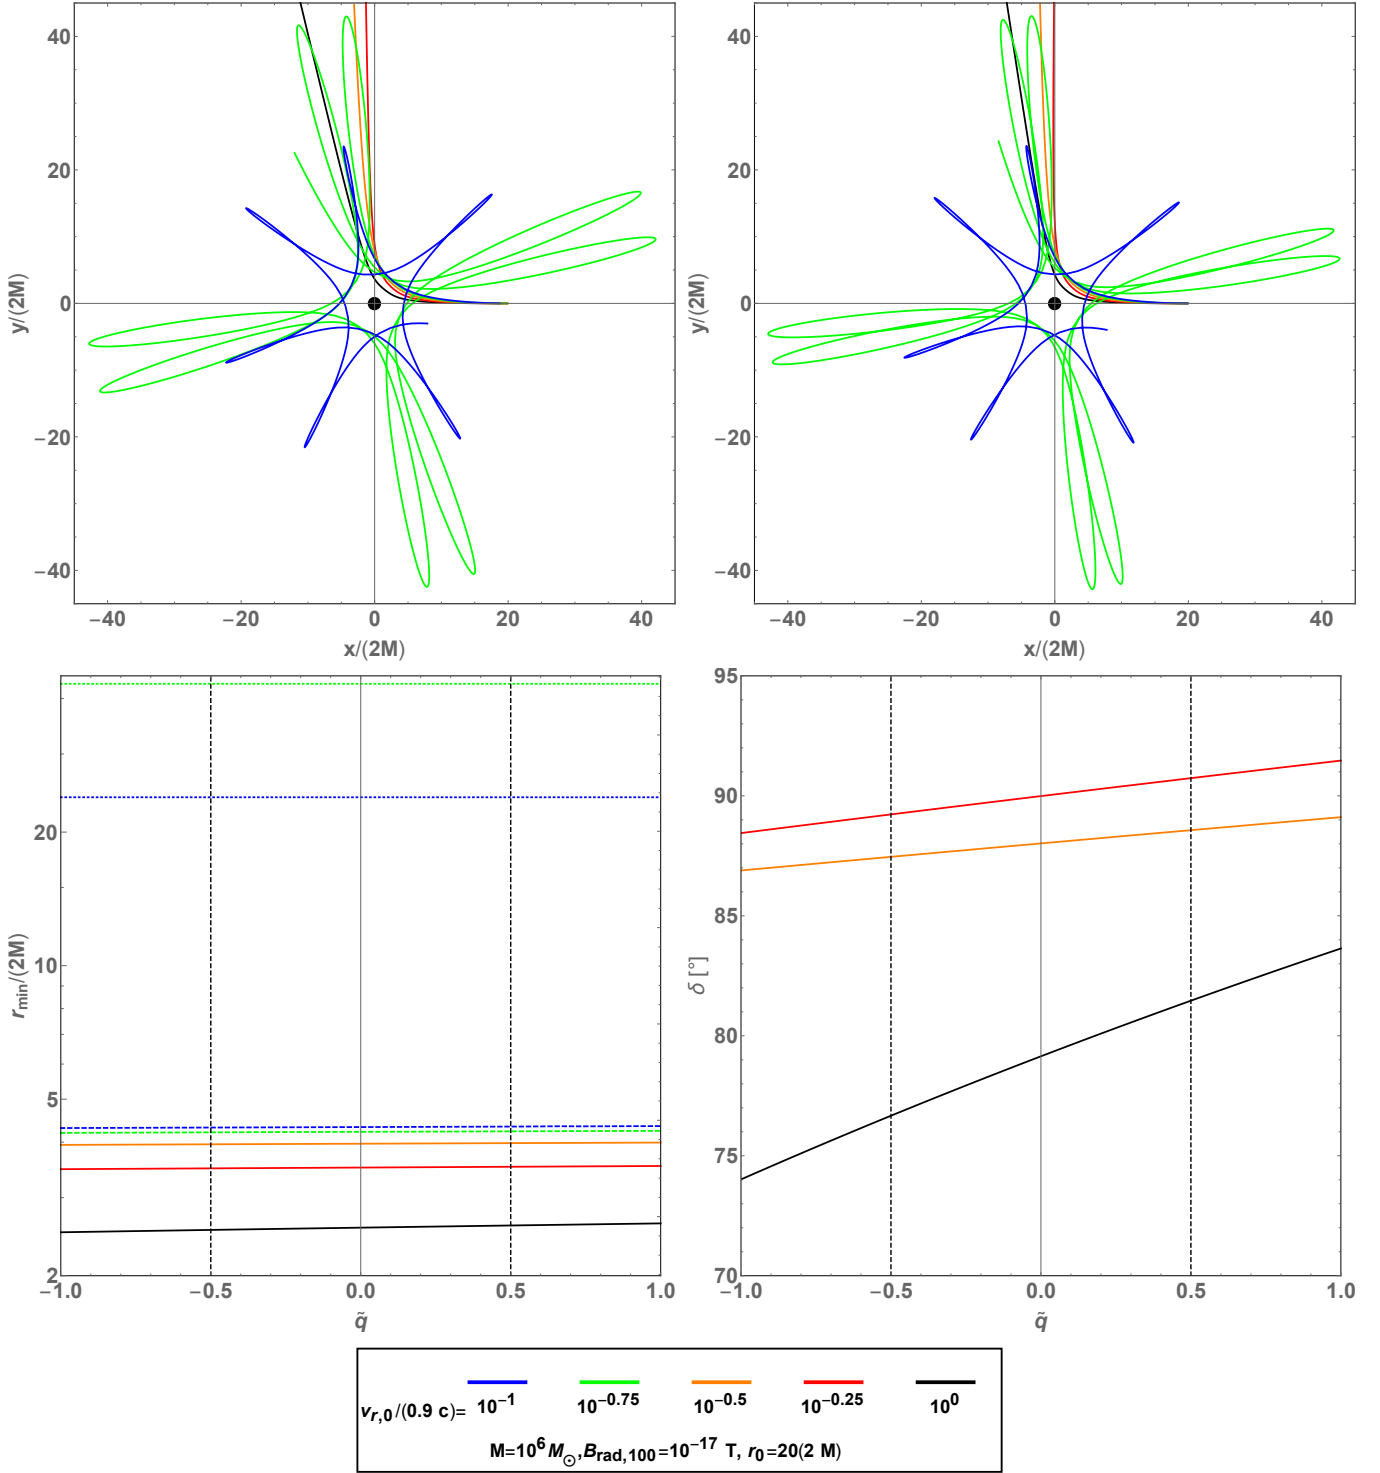 40
20
0
−20
−40
y/(2M)
−40 −20 0 20 40
x/(2M)
40
20
0
−20
−40
y/(2M)
−40 −20 0 20 40
x/(2M)
20
10
5
2
r_min/(2M)
−1.0 −0.5 0.0 0.5 1.0
q̃
95
90
85
80
75
70
δ [°]
−1.0 −0.5 0.0 0.5 1.0
q̃
v_{r,0}/(0.9 c)= 10^{−1} 10^{−0.75} 10^{−0.5} 10^{−0.25} 10^{0}
M=10^{6} M_⊙, B_{rad,100}=10^{−17} T, r_0=20(2 M)